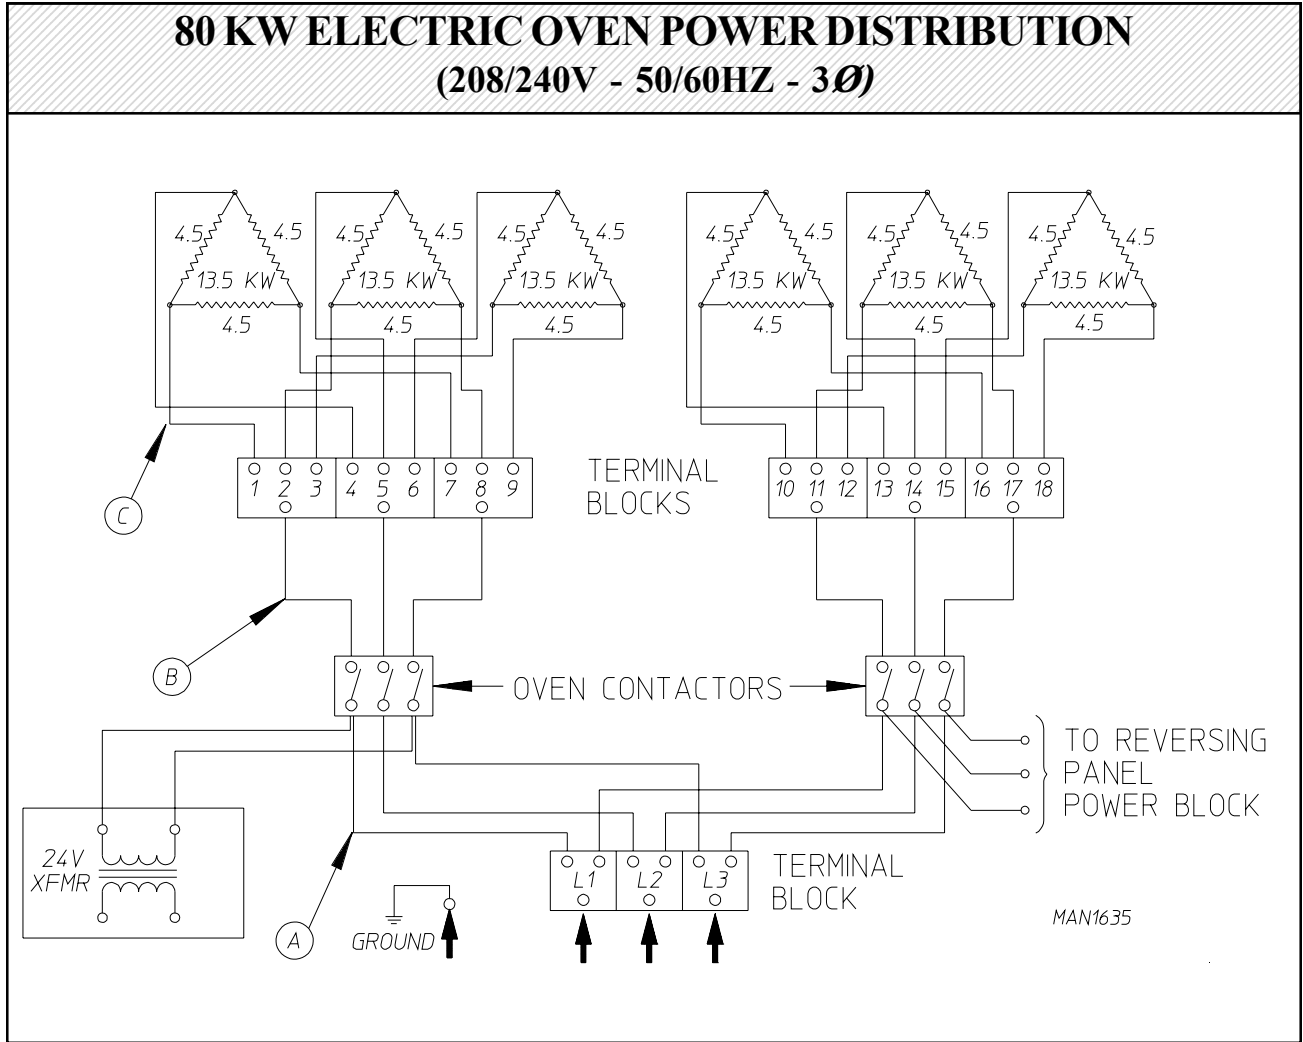 80 KW ELECTRIC OVEN POWER DISTRIBUTION
(208/240V - 50/60HZ - 3Ø)
4.5 4.5 4.5 4.5 4.5 4.5 4.5 4.5 4.5 4.5 4.5 4.5
13.5 KW 13.5 KW 13.5 KW 13.5 KW 13.5 KW 13.5 KW
4.5 4.5 4.5 4.5 4.5 4.5
1 2 3 4 5 6 7 8 9
TERMINAL
BLOCKS
10 11 12 13 14 15 16 17 18
C
B
OVEN CONTACTORS
TO REVERSING
PANEL
POWER BLOCK
24V
XFMR
A
GROUND
L1 L2 L3
TERMINAL
BLOCK
MAN1635